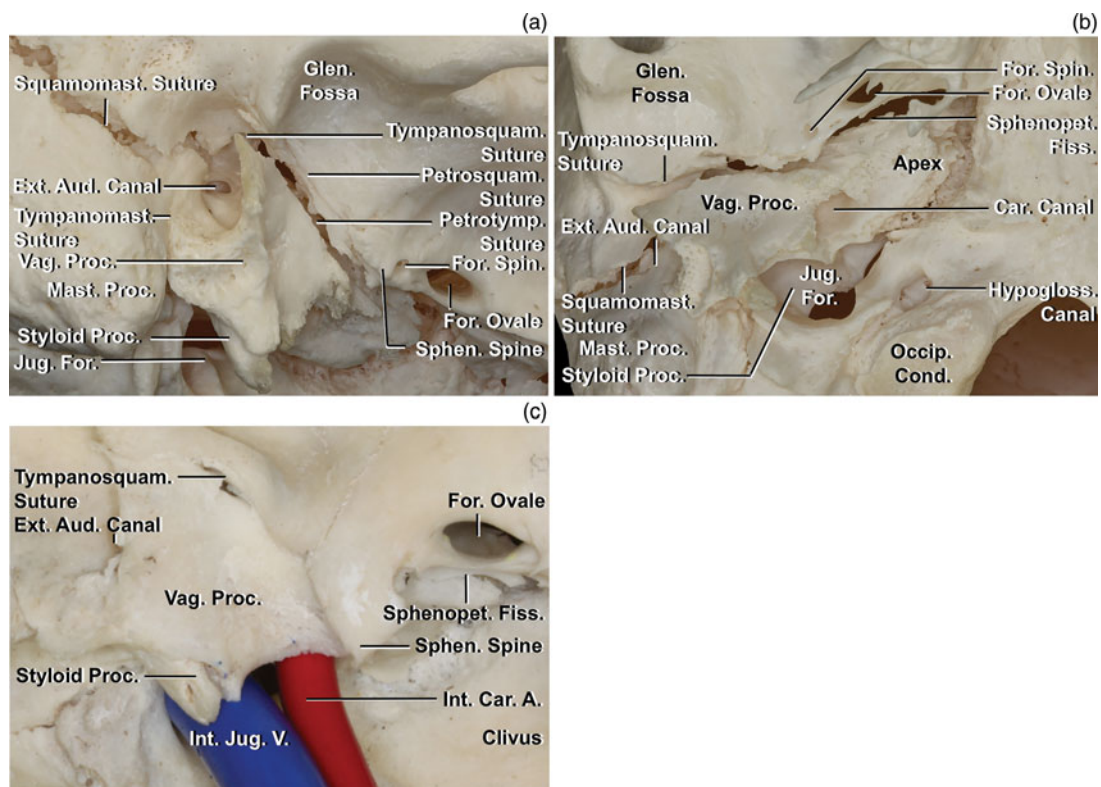 (a)
Squamomast. Suture
Glen.
Fossa
Tympanosquam.
Suture
Ext. Aud. Canal
Petrosquam.
Suture
Tympanomast.
Suture
Petrotymp.
Suture
Vag. Proc.
For. Spin.
Mast. Proc.
For. Ovale
Styloid Proc.
Sphen. Spine
Jug. For.
(b)
Glen.
Fossa
For. Spin.
For. Ovale
Sphenopet.
Fiss.
Tympanosquam.
Suture
Apex
Vag. Proc.
Car. Canal
Ext. Aud. Canal
Jug.
For.
Squamomast.
Suture
Hypogloss.
Canal
Mast. Proc.
Styloid Proc.
Occip.
Cond.
(c)
Tympanosquam.
Suture
Ext. Aud. Canal
For. Ovale
Vag. Proc.
Sphenopet. Fiss.
Sphen. Spine
Styloid Proc.
Int. Car. A.
Int. Jug. V.
Clivus